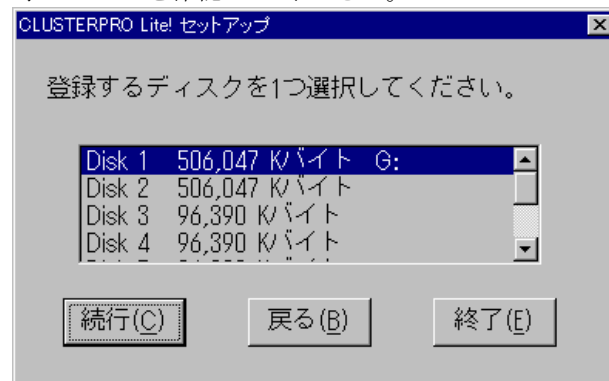 CLUSTERPRO Lite! セットアップ
登録するディスクを1つ選択してください。
Disk 1 506,047 Kバイト G:
Disk 2 506,047 Kバイト
Disk 3 96,390 Kバイト
Disk 4 96,390 Kバイト
続行(C) 戻る(B) 終了(E)